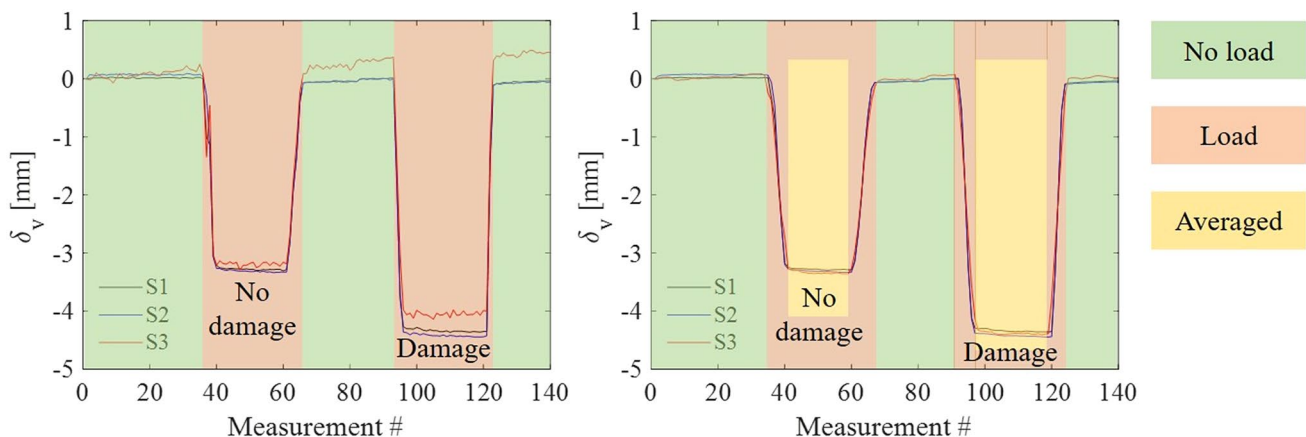 1
0
-1
-2
-3
-4
-5
δv [mm]
S1
S2
S3
No
damage
Damage
0 20 40 60 80 100 120 140
Measurement #
1
0
-1
-2
-3
-4
-5
δv [mm]
S1
S2
S3
No
damage
Damage
0 20 40 60 80 100 120 140
Measurement #
No load
Load
Averaged